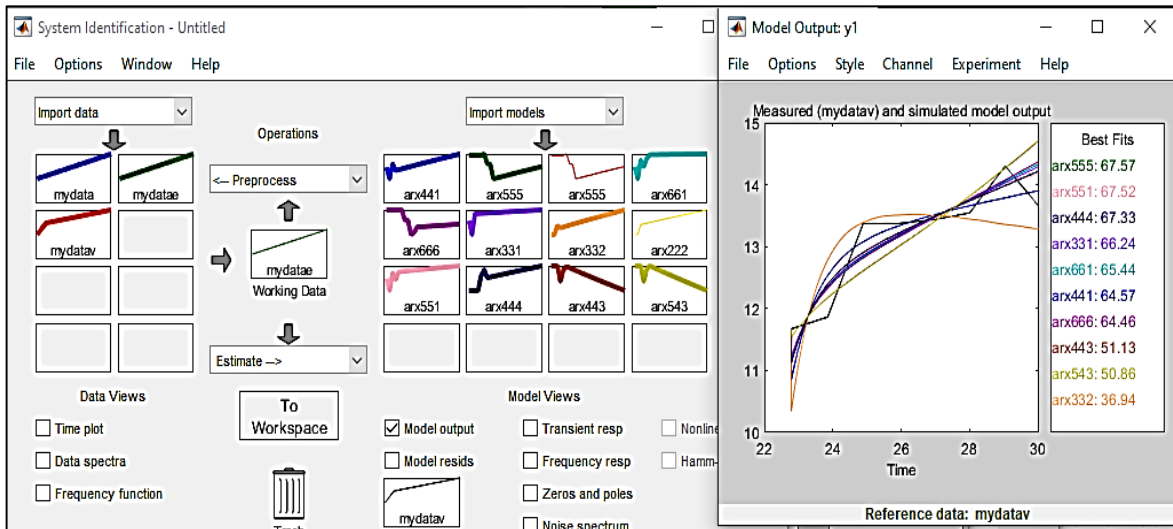 System Identification - Untitled
File Options Window Help
Import data
Operations
Import models
mydata
mydatae
<-- Preprocess
arx441
arx555
arx555
arx661
mydatav
mydatae
Working Data
arx666
arx331
arx332
arx222
arx551
arx444
arx443
arx543
Estimate -->
Data Views
To
Workspace
Model Views
Time plot
Data spectra
Frequency function
Model output
Transient resp
Nonline
Model resids
Frequency resp
Hamm-
Zeros and poles
mydatav
Noise spectrum
Model Output: y1
File Options Style Channel Experiment Help
Measured (mydatav) and simulated model output
15
14
13
12
11
10
22 24 26 28 30
Time
Best Fits
arx555: 67.57
arx551: 67.52
arx444: 67.33
arx331: 66.24
arx661: 65.44
arx441: 64.57
arx666: 64.46
arx443: 51.13
arx543: 50.86
arx332: 36.94
Reference data: mydatav